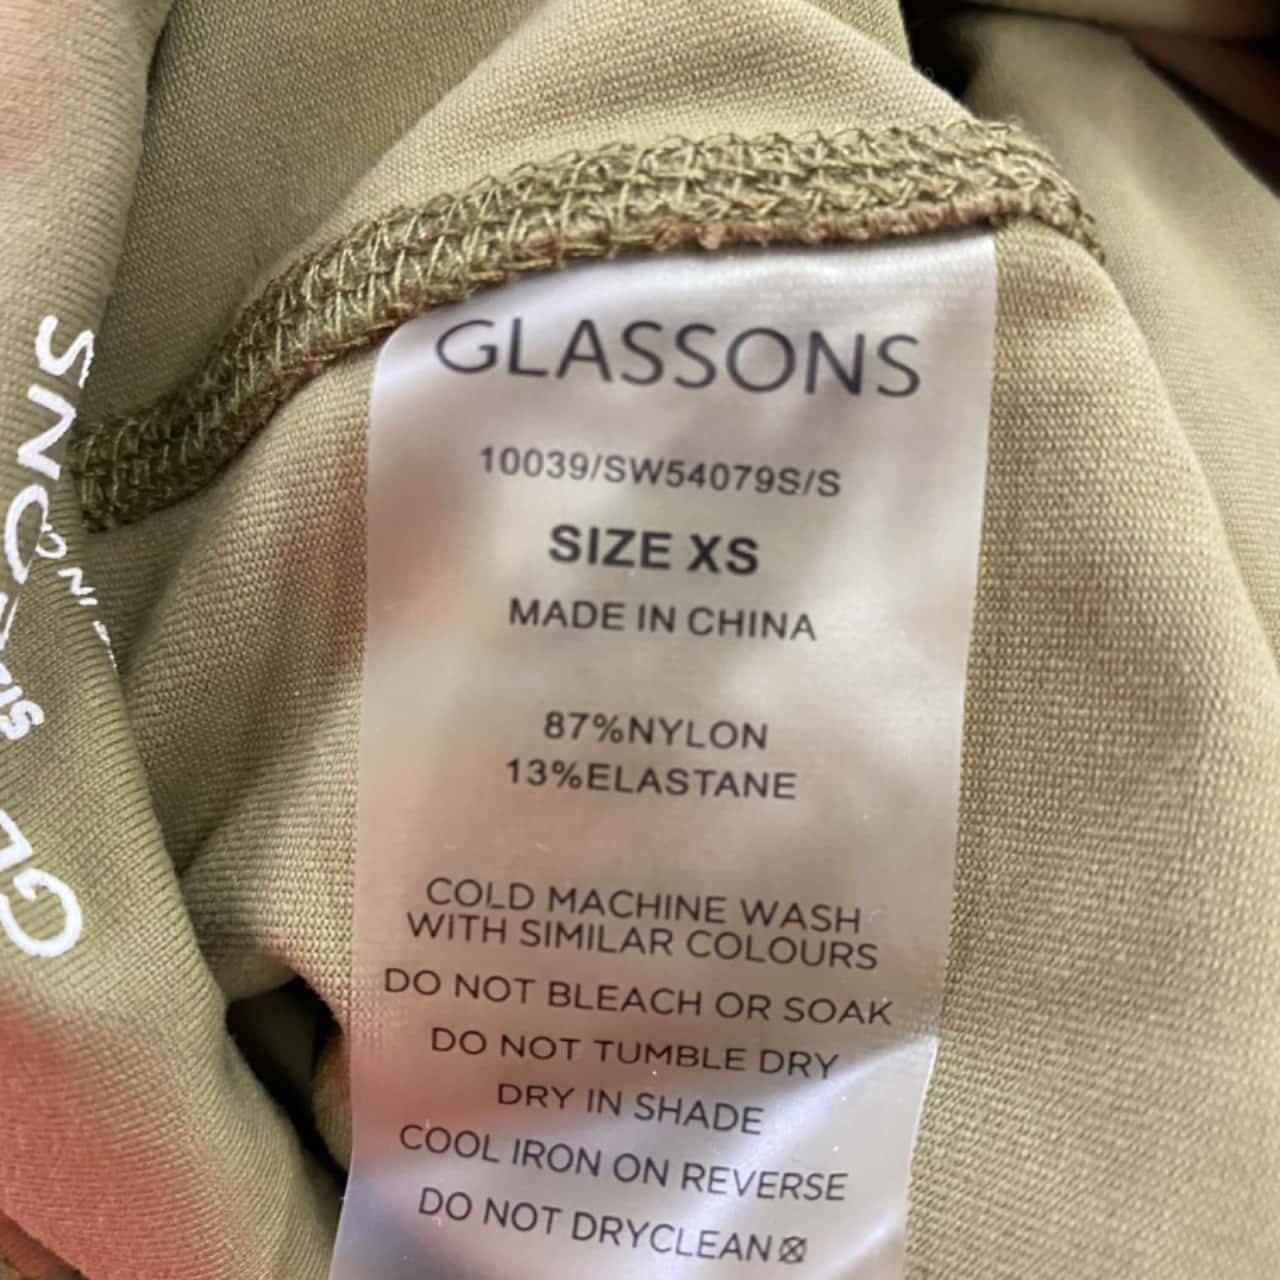 GLASSONS
10039/SW54079S/S
SIZE XS
MADE IN CHINA
87%NYLON
13%ELASTANE
COLD MACHINE WASH
WITH SIMILAR COLOURS
DO NOT BLEACH OR SOAK
DO NOT TUMBLE DRY
DRY IN SHADE
COOL IRON ON REVERSE
DO NOT DRYCLEAN